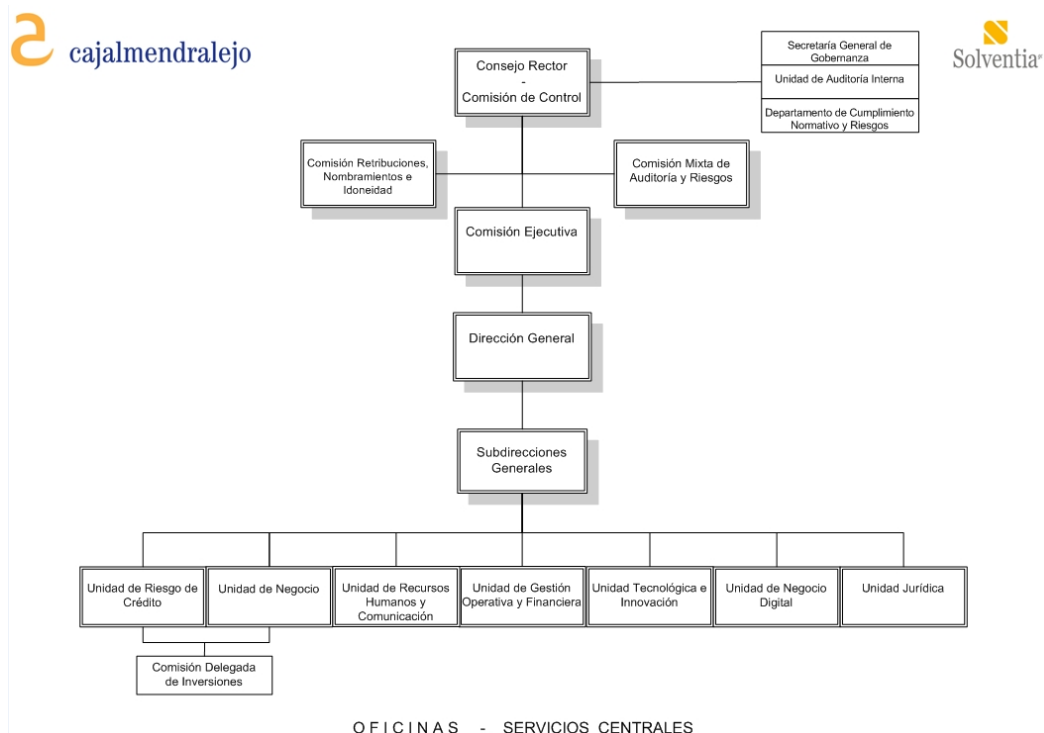 cajalmendralejo
Solventia
Consejo Rector
-
Comisión de Control
Secretaría General de
Gobernanza
Unidad de Auditoría Interna
Departamento de Cumplimiento
Normativo y Riesgos
Comisión Retribuciones,
Nombramientos e
Idoneidad
Comisión Mixta de
Auditoría y Riesgos
Comisión Ejecutiva
Dirección General
Subdirecciones
Generales
Unidad de Riesgo de
Crédito
Unidad de Negocio
Unidad de Recursos
Humanos y
Comunicación
Unidad de Gestión
Operativa y Financiera
Unidad Tecnológica e
Innovación
Unidad de Negocio
Digital
Unidad Jurídica
Comisión Delegada
de Inversiones
OFICINAS - SERVICIOS CENTRALES